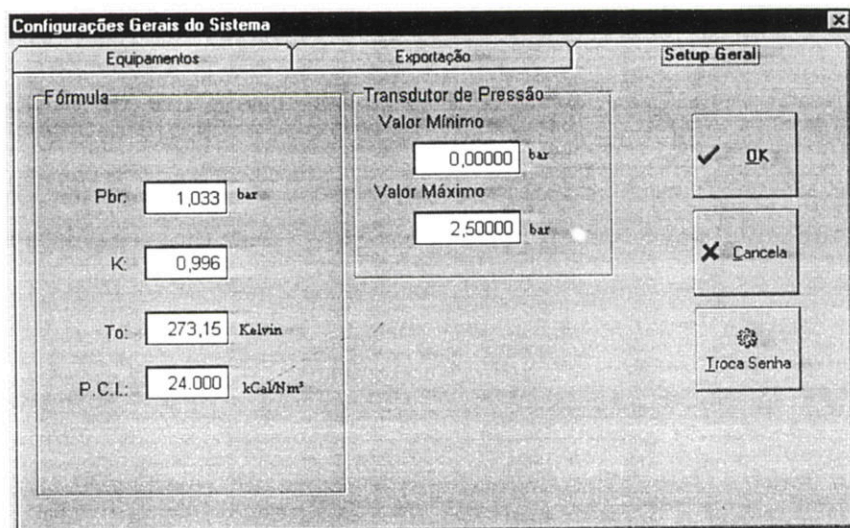 Configurações Gerais do Sistema
Equipamentos
Exportação
Setup Geral
Fórmula
Pbr: 1,033 bar
K: 0,996
To: 273,15 Kelvin
P.C.I.: 24.000 kCal/Nm³
Transdutor de Pressão
Valor Mínimo
0,00000 bar
Valor Máximo
2,50000 bar
OK
Cancela
Troca Senha